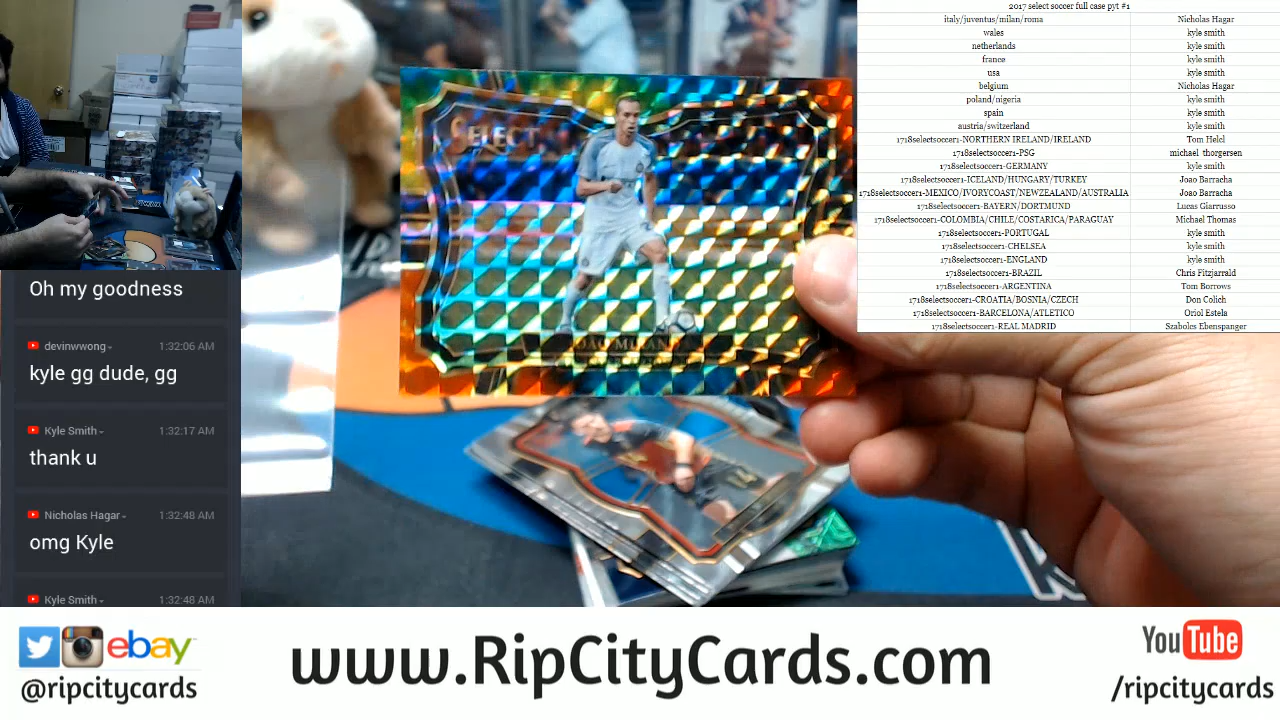 2017 select soccer full case pyt #1
italy/juventus/milan/roma Nicholas Hagar
wales kyle smith
netherlands kyle smith
france kyle smith
usa kyle smith
belgium Nicholas Hagar
poland/nigeria kyle smith
spain kyle smith
austria/switzerland kyle smith
1718selectsoccer1-NORTHERN IRELAND/IRELAND Tom Helcl
1718selectsoccer1-PSG michael thorgersen
1718selectsoccer1-GERMANY kyle smith
1718selectsoccer1-ICELAND/HUNGARY/TURKEY Joao Barracha
1718selectsoccer1-MEXICO/IVORYCOAST/NEWZEALAND/AUSTRALIA Joao Barracha
1718selectsoccer1-BAYERN/DORTMUND Lucas Giarrusso
1718selectsoccer1-COLOMBIA/CHILE/COSTARICA/PARAGUAY Michael Thomas
1718selectsoccer1-PORTUGAL kyle smith
1718selectsoccer1-CHELSEA kyle smith
1718selectsoccer1-ENGLAND kyle smith
1718selectsoccer1-BRAZIL Chris Fitzjarrald
1718selectsoccer1-ARGENTINA Tom Borrows
1718selectsoccer1-CROATIA/BOSNIA/CZECH Don Colich
1718selectsoccer1-BARCELONA/ATLETICO Oriol Estela
1718selectsoccer1-REAL MADRID Szabolcs Ebenspanger
SELECT
JOAO MIRANDA
Oh my goodness
devinwwong 1:32:06 AM
kyle gg dude, gg
Kyle Smith 1:32:17 AM
thank u
Nicholas Hagar 1:32:48 AM
omg Kyle
Kyle Smith 1:32:48 AM
ebay
@ripcitycards
www.RipCityCards.com
YouTube
/ripcitycards